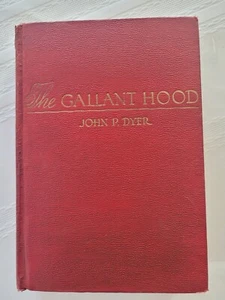 The GALLANT HOOD
JOHN P. DYER